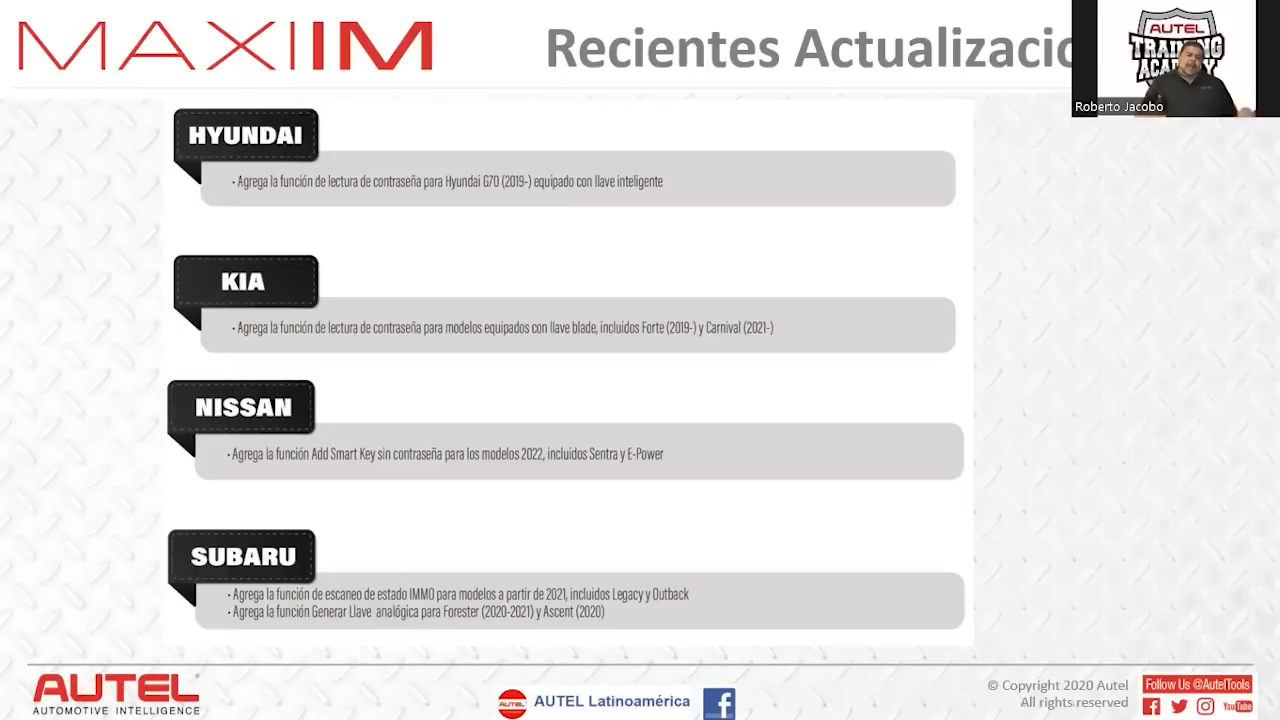 MAXIIM
Recientes Actualizacio
AUTEL
Roberto Jacobo
HYUNDAI
• Agrega la función de lectura de contraseña para Hyundai G70 (2019-) equipado con llave inteligente
KIA
• Agrega la función de lectura de contraseña para modelos equipados con llave blade, incluidos Forte (2019-) y Carnival (2021-)
NISSAN
• Agrega la función Add Smart Key sin contraseña para los modelos 2022, incluidos Sentra y E-Power
SUBARU
• Agrega la función de escaneo de estado IMMO para modelos a partir de 2021, incluidos Legacy y Outback
• Agrega la función Generar Llave analógica para Forester (2020-2021) y Ascent (2020)
AUTEL
AUTOMOTIVE INTELLIGENCE
AUTEL
AUTEL Latinoamérica
© Copyright 2020 Autel
All rights reserved
Follow Us @AutelTools
YouTube